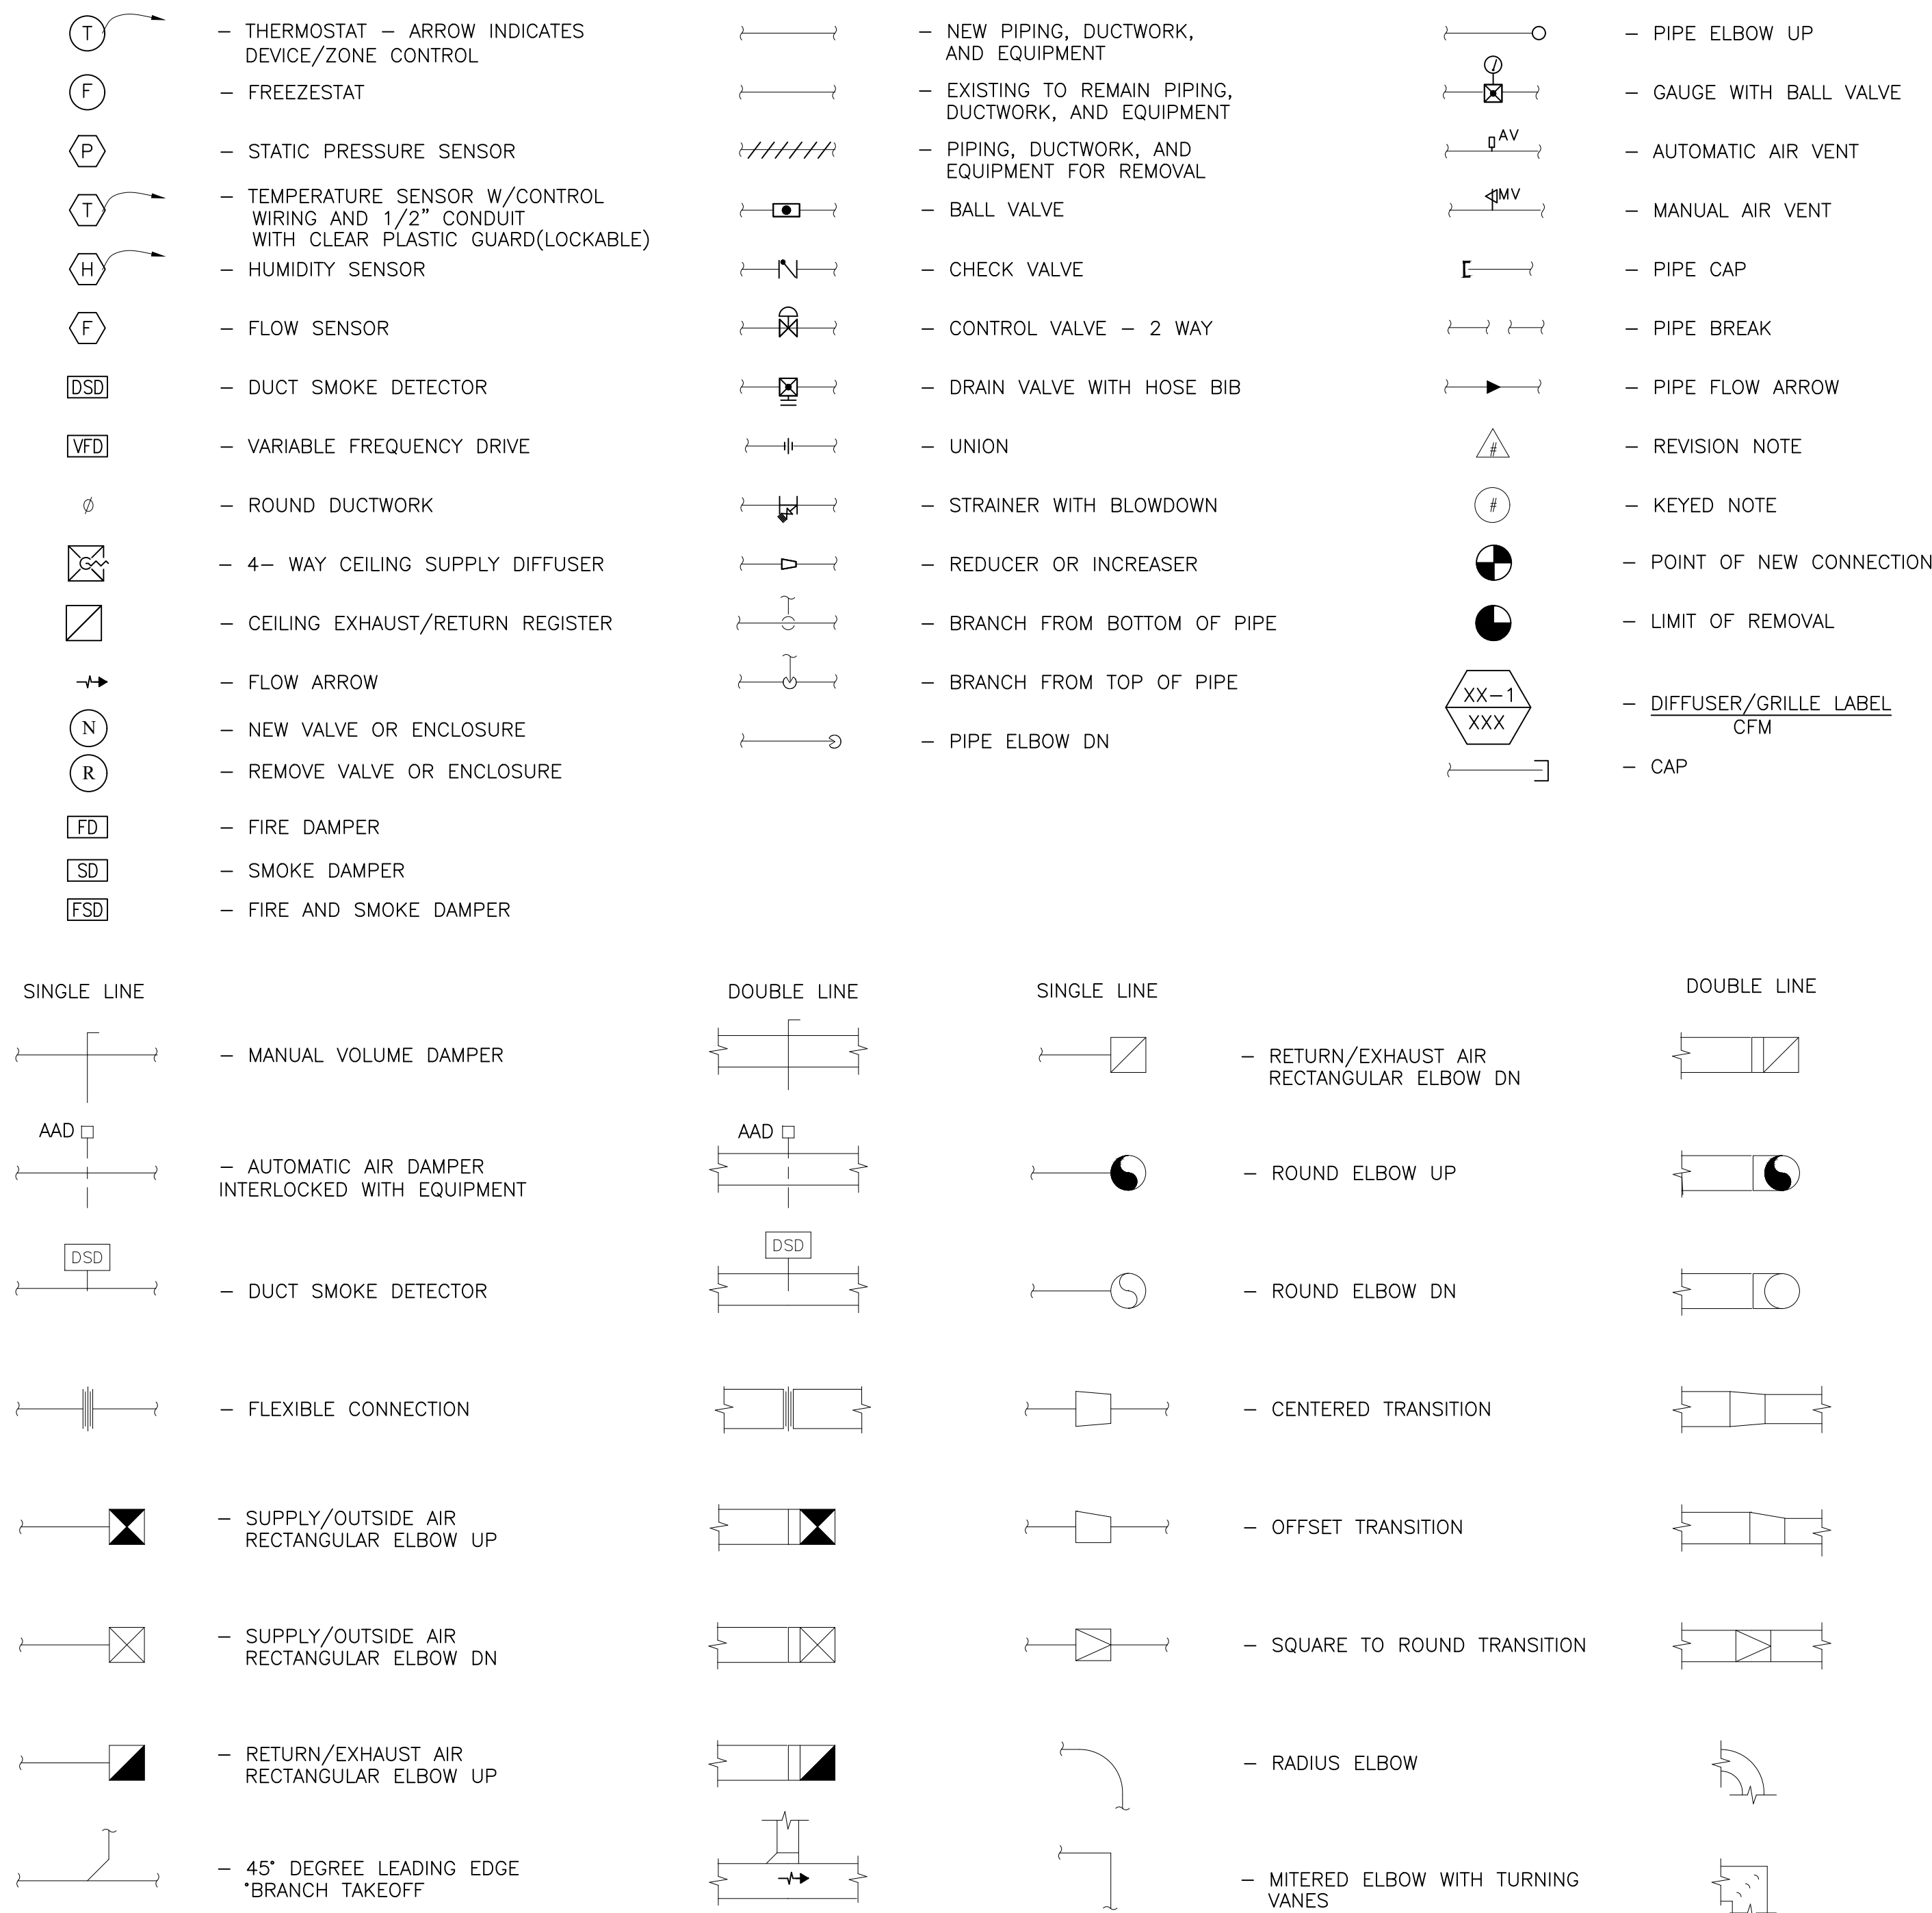 T
– THERMOSTAT – ARROW INDICATES
DEVICE/ZONE CONTROL
F
– FREEZESTAT
P
– STATIC PRESSURE SENSOR
T
– TEMPERATURE SENSOR W/CONTROL
WIRING AND 1/2" CONDUIT
WITH CLEAR PLASTIC GUARD(LOCKABLE)
H
– HUMIDITY SENSOR
F
– FLOW SENSOR
DSD
– DUCT SMOKE DETECTOR
VFD
– VARIABLE FREQUENCY DRIVE
Ø
– ROUND DUCTWORK
– 4– WAY CEILING SUPPLY DIFFUSER
– CEILING EXHAUST/RETURN REGISTER
– FLOW ARROW
N
– NEW VALVE OR ENCLOSURE
R
– REMOVE VALVE OR ENCLOSURE
FD
– FIRE DAMPER
SD
– SMOKE DAMPER
FSD
– FIRE AND SMOKE DAMPER
– NEW PIPING, DUCTWORK,
AND EQUIPMENT
– EXISTING TO REMAIN PIPING,
DUCTWORK, AND EQUIPMENT
– PIPING, DUCTWORK, AND
EQUIPMENT FOR REMOVAL
– BALL VALVE
– CHECK VALVE
– CONTROL VALVE – 2 WAY
– DRAIN VALVE WITH HOSE BIB
– UNION
– STRAINER WITH BLOWDOWN
– REDUCER OR INCREASER
– BRANCH FROM BOTTOM OF PIPE
– BRANCH FROM TOP OF PIPE
– PIPE ELBOW DN
– PIPE ELBOW UP
– GAUGE WITH BALL VALVE
AV
– AUTOMATIC AIR VENT
MV
– MANUAL AIR VENT
– PIPE CAP
– PIPE BREAK
– PIPE FLOW ARROW
#
– REVISION NOTE
#
– KEYED NOTE
– POINT OF NEW CONNECTION
– LIMIT OF REMOVAL
XX–1
XXX
– DIFFUSER/GRILLE LABEL
CFM
– CAP
SINGLE LINE
DOUBLE LINE
– MANUAL VOLUME DAMPER
AAD
AAD
– AUTOMATIC AIR DAMPER
INTERLOCKED WITH EQUIPMENT
DSD
DSD
– DUCT SMOKE DETECTOR
– FLEXIBLE CONNECTION
– SUPPLY/OUTSIDE AIR
RECTANGULAR ELBOW UP
– SUPPLY/OUTSIDE AIR
RECTANGULAR ELBOW DN
– RETURN/EXHAUST AIR
RECTANGULAR ELBOW UP
– 45° DEGREE LEADING EDGE
°BRANCH TAKEOFF
SINGLE LINE
DOUBLE LINE
– RETURN/EXHAUST AIR
RECTANGULAR ELBOW DN
– ROUND ELBOW UP
– ROUND ELBOW DN
– CENTERED TRANSITION
– OFFSET TRANSITION
– SQUARE TO ROUND TRANSITION
– RADIUS ELBOW
– MITERED ELBOW WITH TURNING
VANES